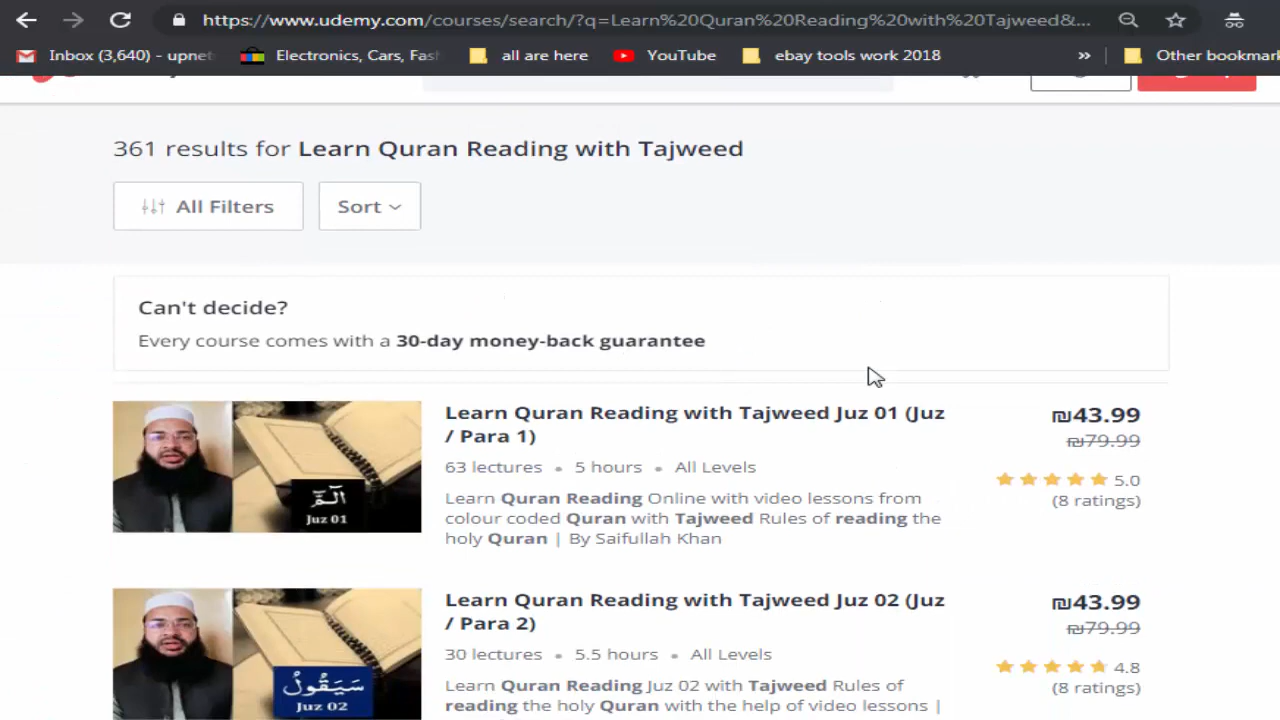 https://www.udemy.com/courses/search/?q=Learn%20Quran%20Reading%20with%20Tajweed&...
Inbox (3,640) - upnet Electronics, Cars, Fash all are here YouTube ebay tools work 2018 » Other bookmar
361 results for Learn Quran Reading with Tajweed
All Filters Sort
Can't decide?
Every course comes with a 30-day money-back guarantee
Learn Quran Reading with Tajweed Juz 01 (Juz ₪43.99
/ Para 1) ₪79.99
63 lectures • 5 hours • All Levels 5.0
Learn Quran Reading Online with video lessons from (8 ratings)
colour coded Quran with Tajweed Rules of reading the
holy Quran | By Saifullah Khan
الٓمّٓ
Juz 01
Learn Quran Reading with Tajweed Juz 02 (Juz ₪43.99
/ Para 2) ₪79.99
30 lectures • 5.5 hours • All Levels 4.8
Learn Quran Reading Juz 02 with Tajweed Rules of (8 ratings)
reading the holy Quran with the help of video lessons |
سَيَقُولُ
Juz 02